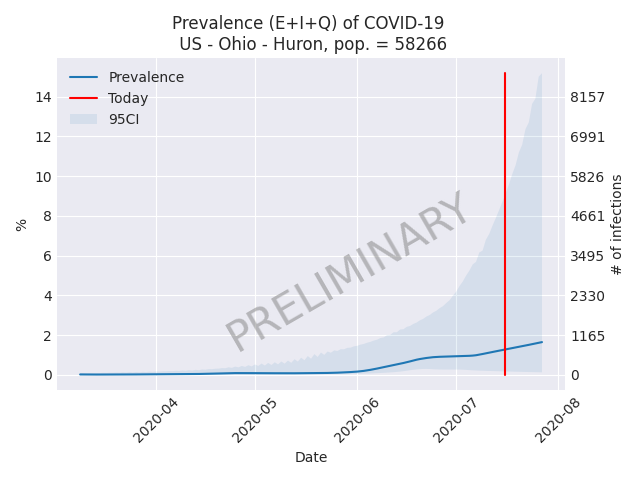 Prevalence (E+I+Q) of COVID-19
US - Ohio - Huron, pop. = 58266
Prevalence
Today
95CI
14
12
10
8
6
4
2
0
%
8157
6991
5826
4661
3495
2330
1165
0
# of infections
PRELIMINARY
2020-04
2020-05
2020-06
2020-07
2020-08
Date